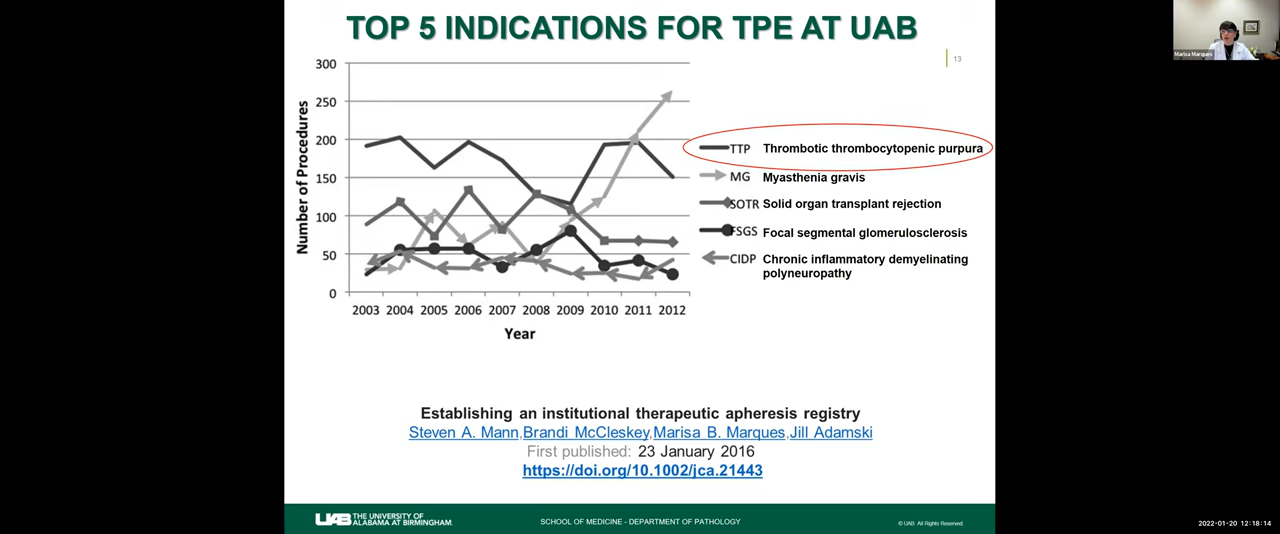 TOP 5 INDICATIONS FOR TPE AT UAB
Marisa Marques
13
300
250
200
150
100
50
0
Number of Procedures
2003 2004 2005 2006 2007 2008 2009 2010 2011 2012
Year
TTP Thrombotic thrombocytopenic purpura
MG Myasthenia gravis
SOTR Solid organ transplant rejection
FSGS Focal segmental glomerulosclerosis
CIDP Chronic inflammatory demyelinating
polyneuropathy
Establishing an institutional therapeutic apheresis registry
Steven A. Mann,Brandi McCleskey,Marisa B. Marques,Jill Adamski
First published: 23 January 2016
https://doi.org/10.1002/jca.21443
UAB THE UNIVERSITY OF
ALABAMA AT BIRMINGHAM.
SCHOOL OF MEDICINE - DEPARTMENT OF PATHOLOGY
© UAB. All Rights Reserved.
2022-01-20 12:18:14